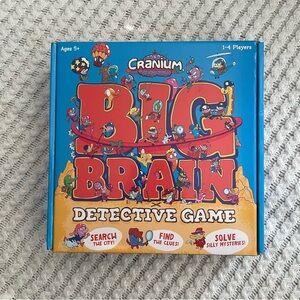 Ages 5+
1-4 Players
CRANIUM
BIG
BRAIN
DETECTIVE GAME
SEARCH
THE CITY!
FIND
THE CLUES!
SOLVE
SILLY MYSTERIES!